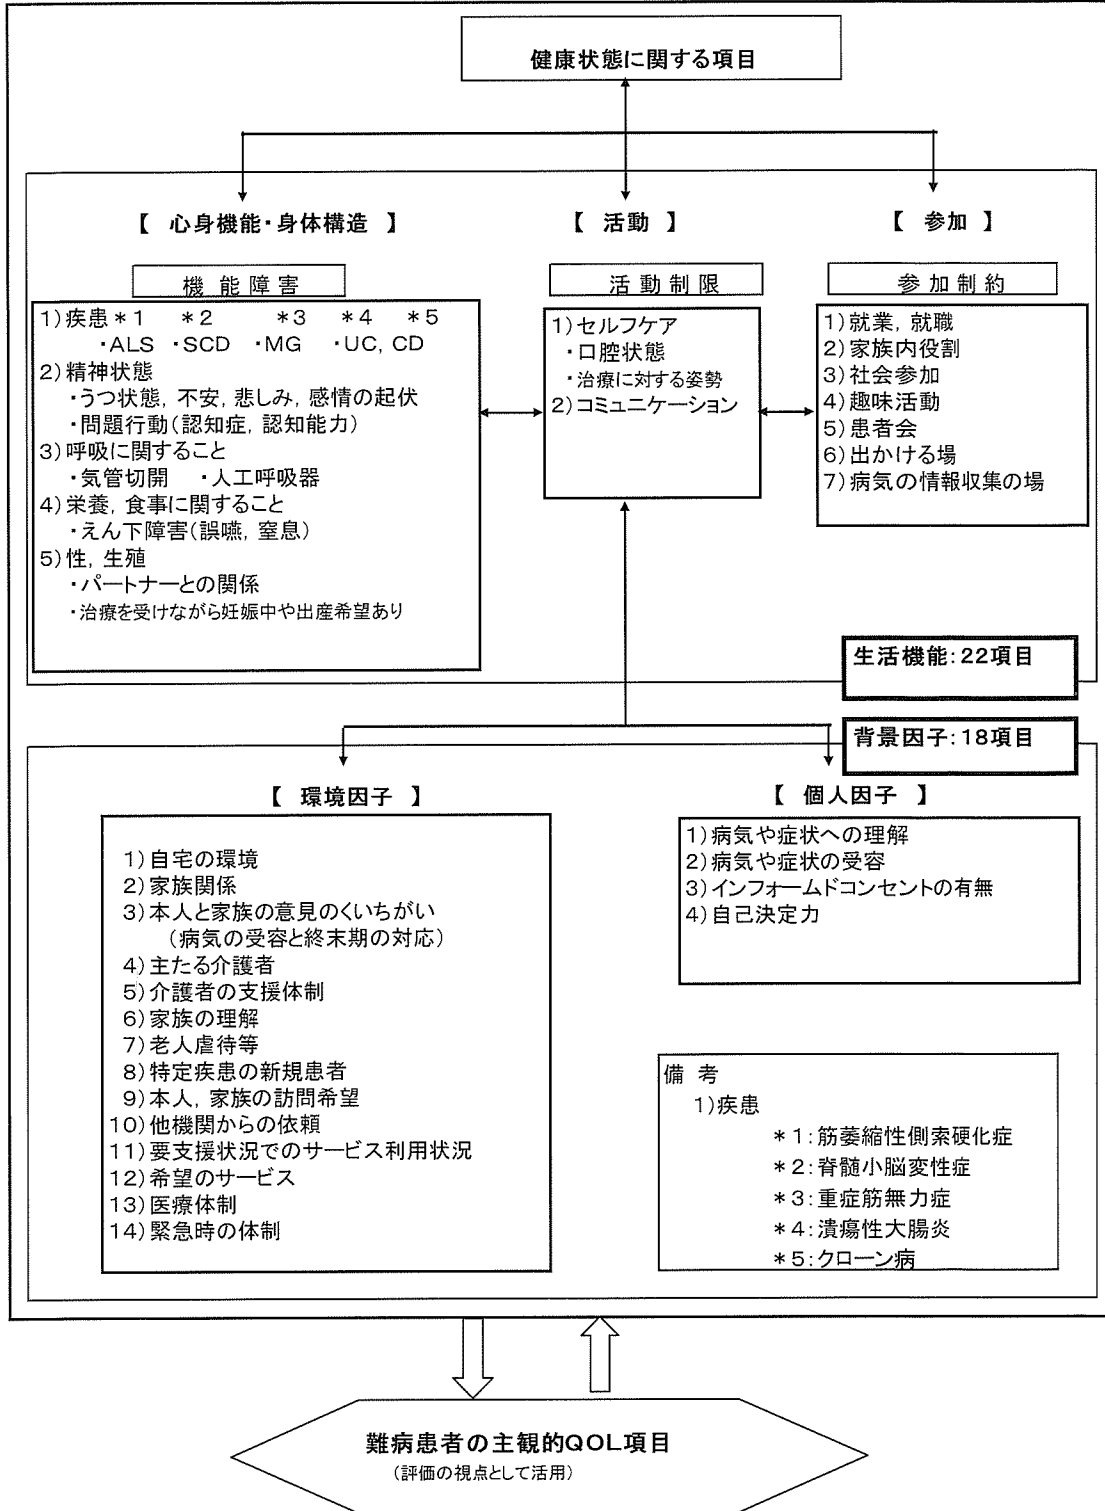 健康状態に関する項目
【 心身機能・身体構造 】
【 活動 】
【 参加 】
機能障害
活動制限
参加制約
1)疾患＊1 ＊2 ＊3 ＊4 ＊5
・ALS ・SCD ・MG ・UC, CD
2)精神状態
・うつ状態, 不安, 悲しみ, 感情の起伏
・問題行動(認知症, 認知能力)
3)呼吸に関すること
・気管切開 ・人工呼吸器
4)栄養, 食事に関すること
・えん下障害(誤嚥, 窒息)
5)性, 生殖
・パートナーとの関係
・治療を受けながら妊娠中や出産希望あり
1)セルフケア
・口腔状態
・治療に対する姿勢
2)コミュニケーション
1)就業, 就職
2)家族内役割
3)社会参加
4)趣味活動
5)患者会
6)出かける場
7)病気の情報収集の場
生活機能:22項目
背景因子:18項目
【 環境因子 】
1)自宅の環境
2)家族関係
3)本人と家族の意見のくいちがい
(病気の受容と終末期の対応)
4)主たる介護者
5)介護者の支援体制
6)家族の理解
7)老人虐待等
8)特定疾患の新規患者
9)本人, 家族の訪問希望
10)他機関からの依頼
11)要支援状況でのサービス利用状況
12)希望のサービス
13)医療体制
14)緊急時の体制
【 個人因子 】
1)病気や症状への理解
2)病気や症状の受容
3)インフォームドコンセントの有無
4)自己決定力
備 考
1)疾患
＊1:筋萎縮性側索硬化症
＊2:脊髄小脳変性症
＊3:重症筋無力症
＊4:潰瘍性大腸炎
＊5:クローン病
難病患者の主観的QOL項目
(評価の視点として活用)